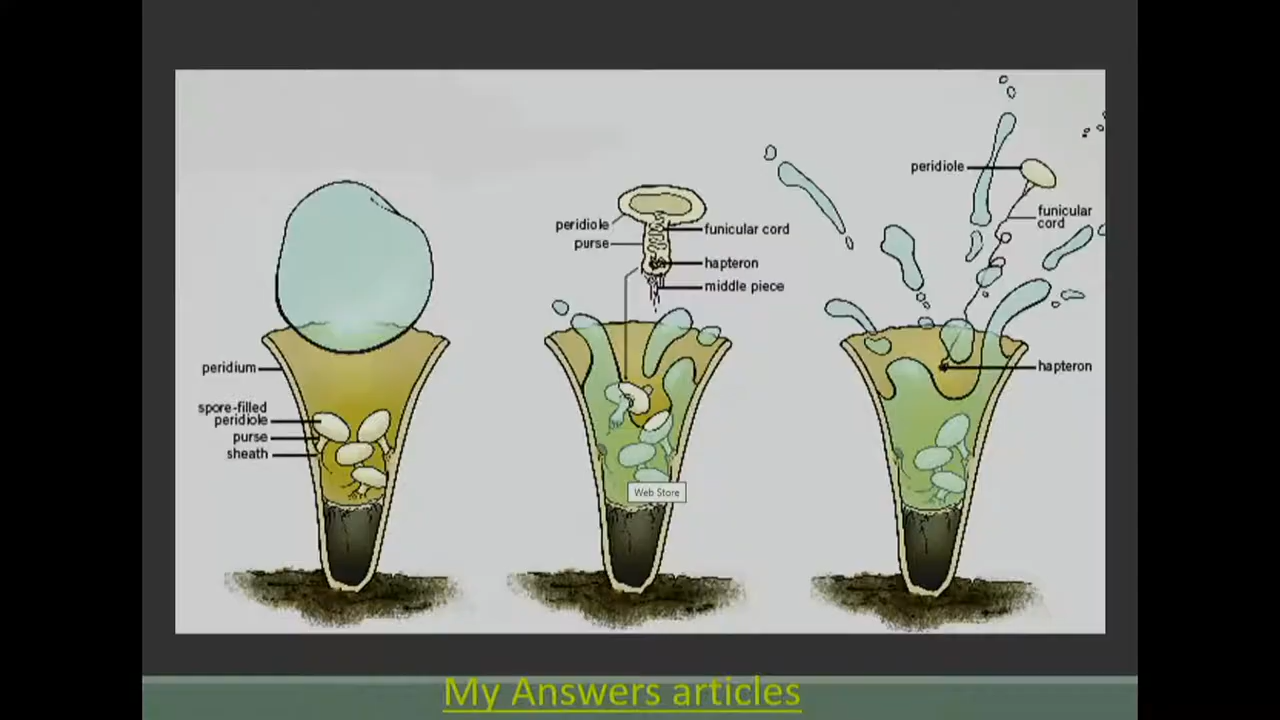 peridium
spore-filled
peridiole
purse
sheath
peridiole
purse
funicular cord
hapteron
middle piece
Web Store
peridiole
funicular
cord
hapteron
My Answers articles